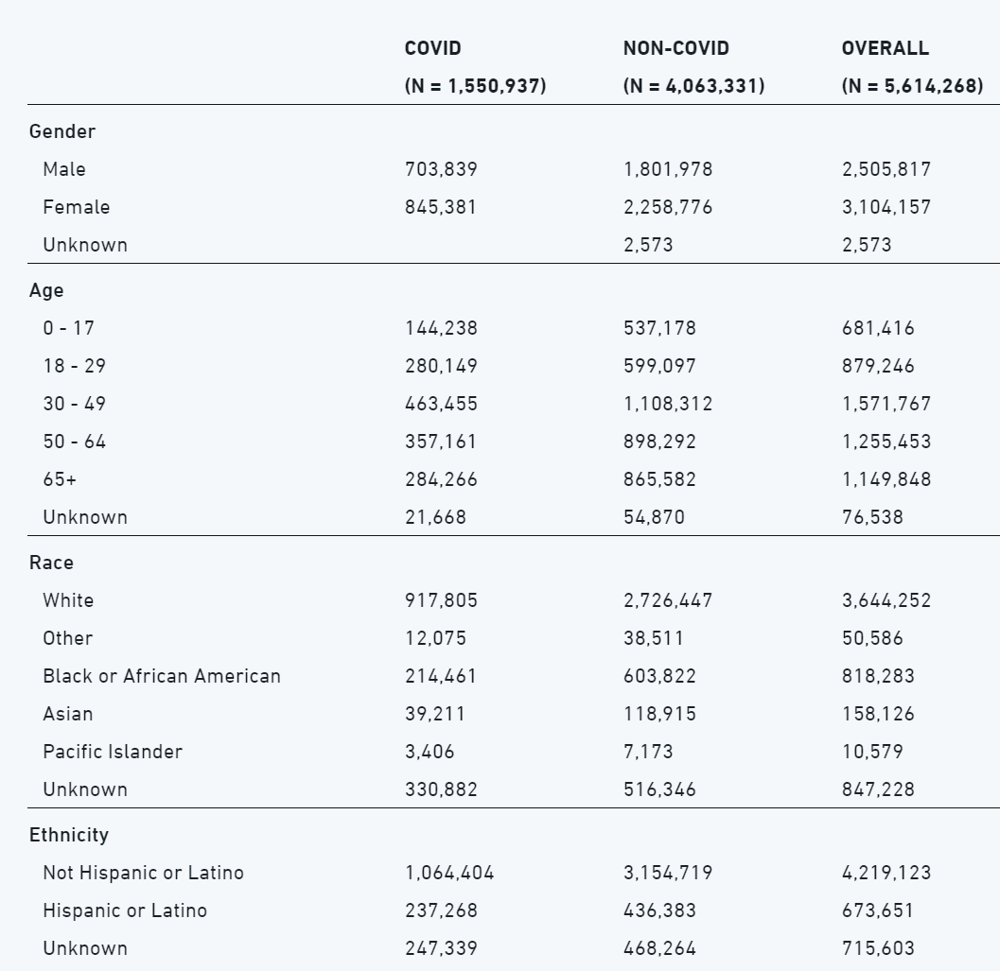 COVID NON-COVID OVERALL
(N = 1,550,937) (N = 4,063,331) (N = 5,614,268)
Gender
Male 703,839 1,801,978 2,505,817
Female 845,381 2,258,776 3,104,157
Unknown 2,573 2,573
Age
0 - 17 144,238 537,178 681,416
18 - 29 280,149 599,097 879,246
30 - 49 463,455 1,108,312 1,571,767
50 - 64 357,161 898,292 1,255,453
65+ 284,266 865,582 1,149,848
Unknown 21,668 54,870 76,538
Race
White 917,805 2,726,447 3,644,252
Other 12,075 38,511 50,586
Black or African American 214,461 603,822 818,283
Asian 39,211 118,915 158,126
Pacific Islander 3,406 7,173 10,579
Unknown 330,882 516,346 847,228
Ethnicity
Not Hispanic or Latino 1,064,404 3,154,719 4,219,123
Hispanic or Latino 237,268 436,383 673,651
Unknown 247,339 468,264 715,603